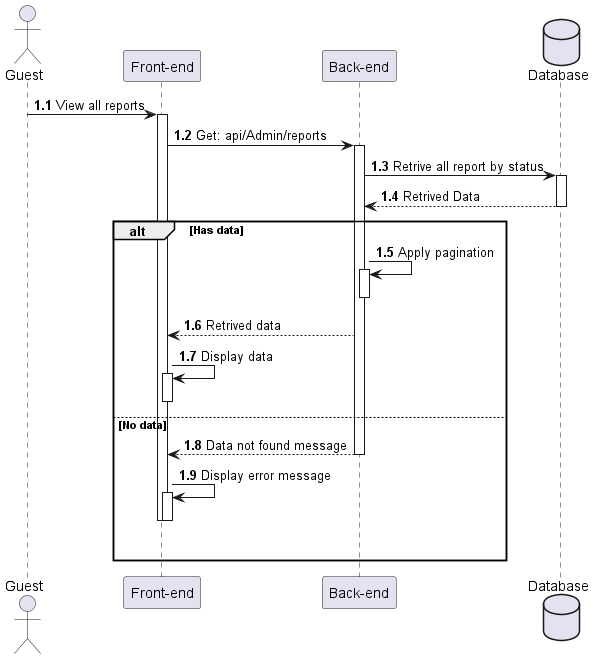 Guest
Front-end
Back-end
Database
1.1 View all reports
1.2 Get: api/Admin/reports
1.3 Retrive all report by status
1.4 Retrived Data
alt [Has data]
1.5 Apply pagination
1.6 Retrived data
1.7 Display data
[No data]
1.8 Data not found message
1.9 Display error message
Guest
Front-end
Back-end
Database